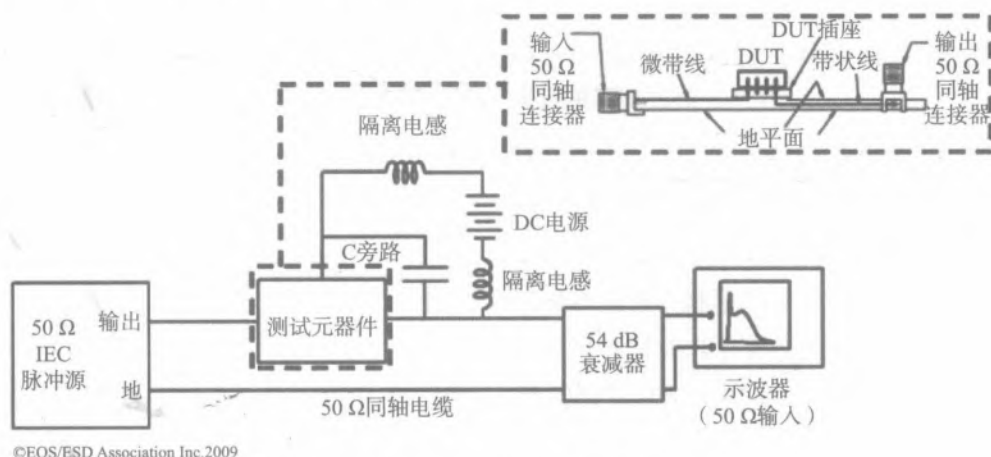 DUT插座
输入
50 Ω
同轴
连接器
微带线
DUT
带状线
输出
50 Ω
同轴
连接器
地平面
隔离电感
DC电源
C旁路
隔离电感
50 Ω
IEC
脉冲源
输出
地
测试元器件
54 dB
衰减器
示波器
（50 Ω输入）
50 Ω同轴电缆
©EOS/ESD Association Inc.2009